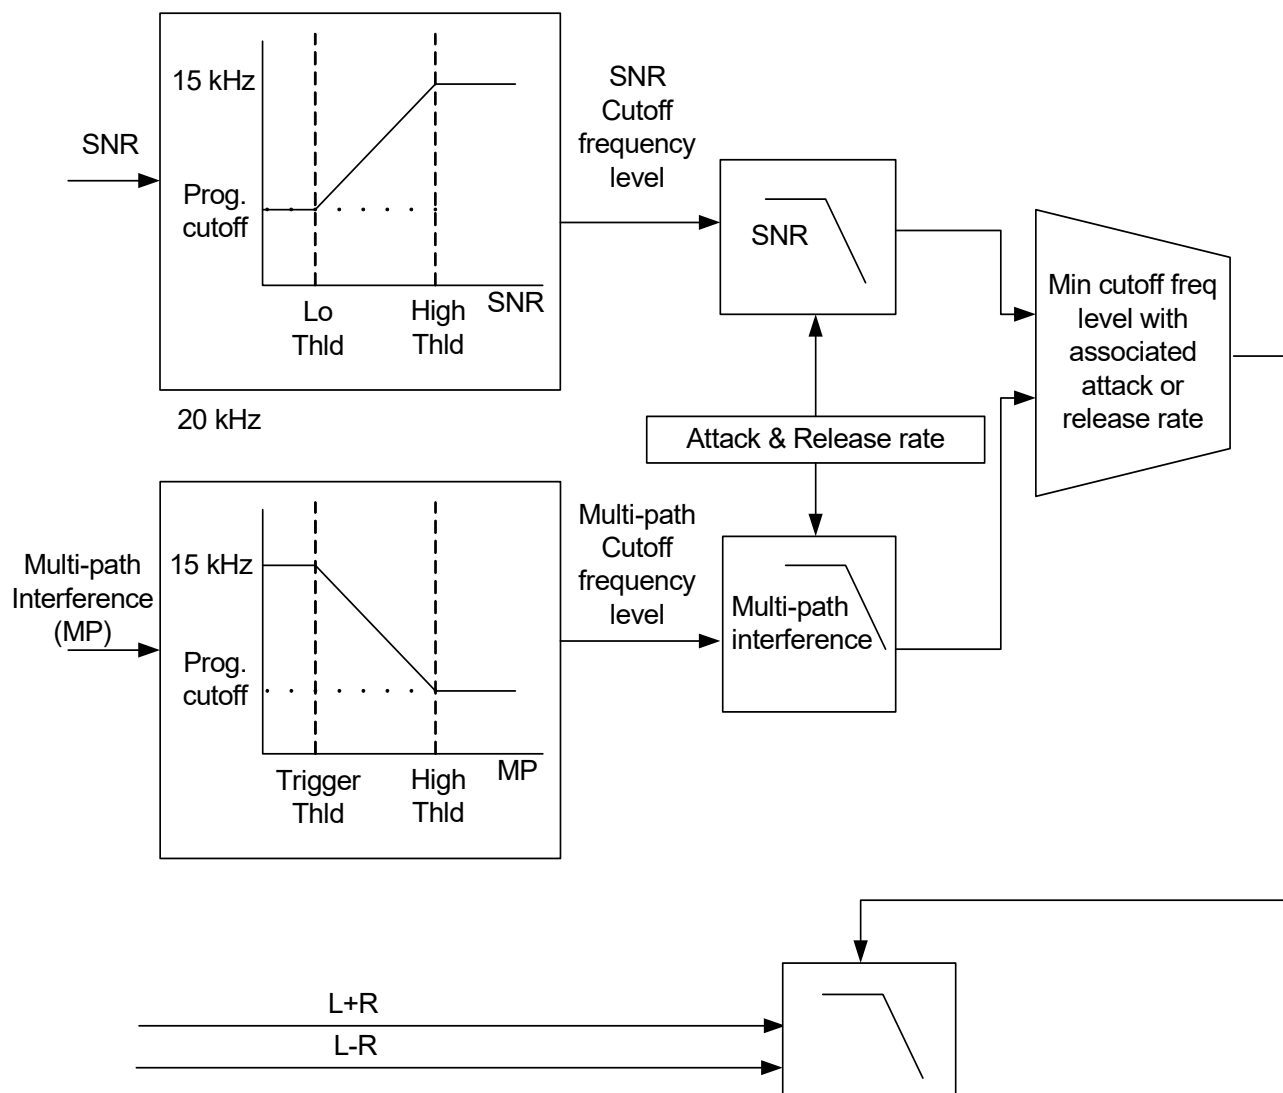 15 kHz
SNR
Prog.
cutoff
Lo
Thld
High
Thld
SNR
20 kHz
SNR
Cutoff
frequency
level
SNR
Attack & Release rate
Min cutoff freq
level with
associated
attack or
release rate
Multi-path
Interference
(MP)
15 kHz
Prog.
cutoff
Trigger
Thld
High
Thld
MP
Multi-path
Cutoff
frequency
level
Multi-path
interference
L+R
L-R